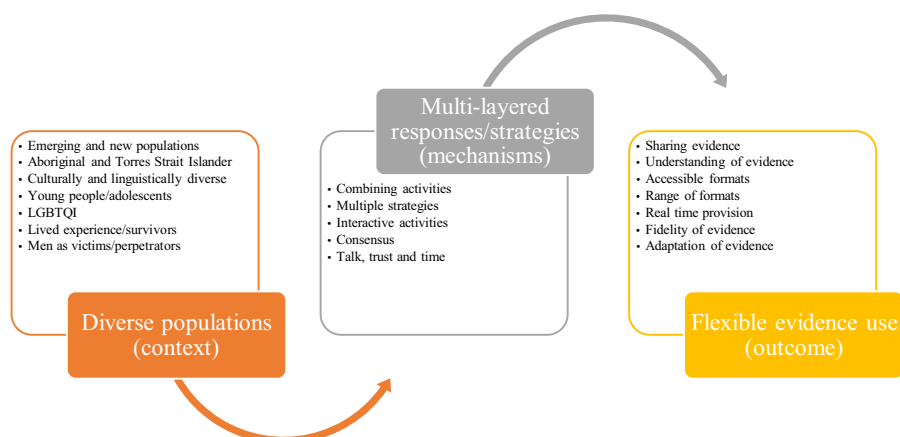 • Emerging and new populations
• Aboriginal and Torres Strait Islander
• Culturally and linguistically diverse
• Young people/adolescents
• LGBTQI
• Lived experience/survivors
• Men as victims/perpetrators
Diverse populations
(context)
Multi-layered
responses/strategies
(mechanisms)
• Combining activities
• Multiple strategies
• Interactive activities
• Consensus
• Talk, trust and time
• Sharing evidence
• Understanding of evidence
• Accessible formats
• Range of formats
• Real time provision
• Fidelity of evidence
• Adaptation of evidence
Flexible evidence use
(outcome)